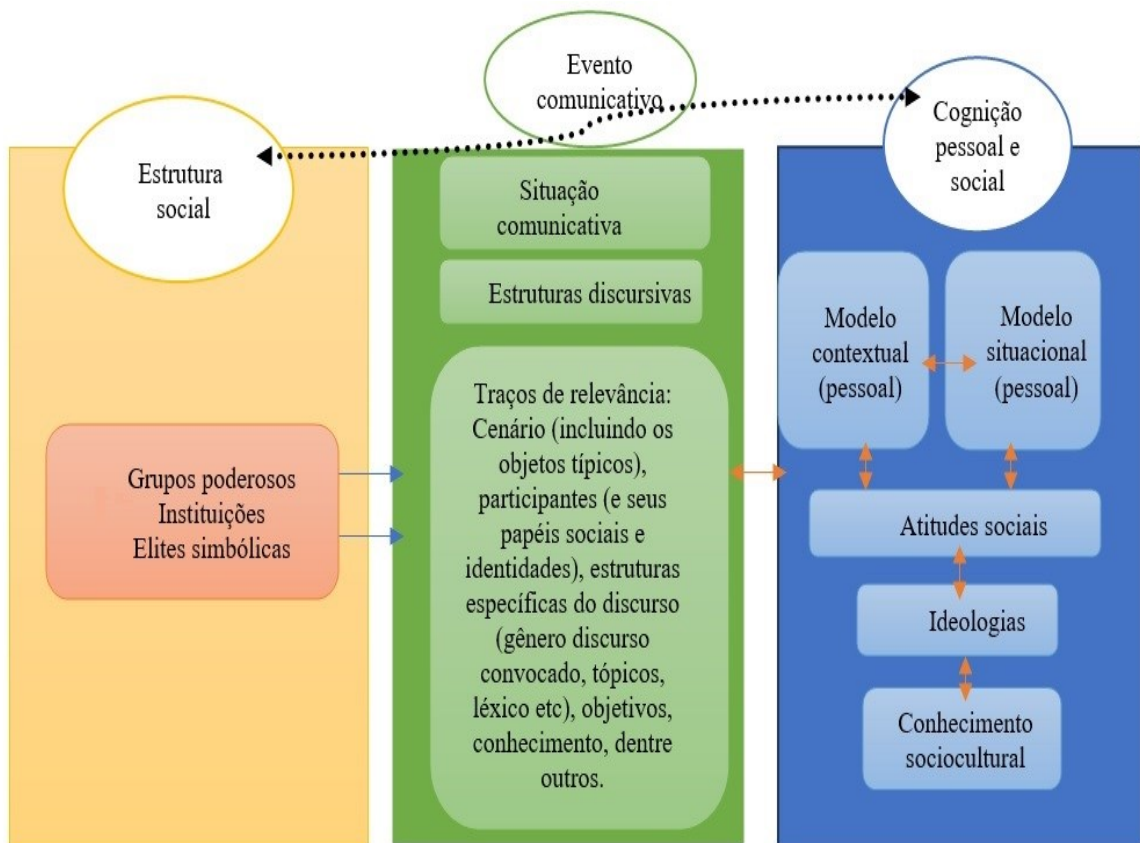 Evento
comunicativo
Estrutura
social
Cognição
pessoal e
social
Grupos poderosos
Instituições
Elites simbólicas
Situação
comunicativa
Estruturas discursivas
Traços de relevância:
Cenário (incluindo os
objetos típicos),
participantes (e seus
papéis sociais e
identidades), estruturas
específicas do discurso
(gênero discurso
convocado, tópicos,
léxico etc), objetivos,
conhecimento, dentre
outros.
Modelo
contextual
(pessoal)
Modelo
situacional
(pessoal)
Atitudes sociais
Ideologias
Conhecimento
sociocultural